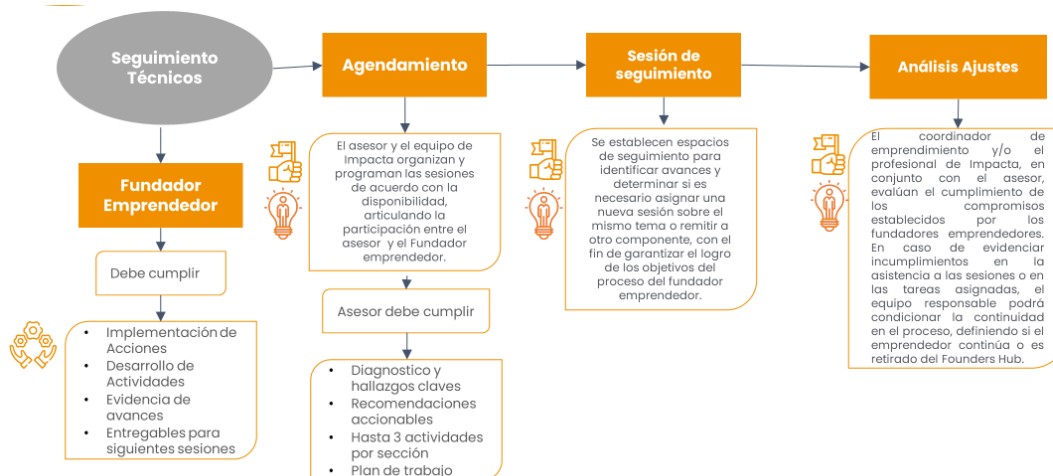 Seguimiento
Técnicos
Fundador
Emprendedor
Debe cumplir
• Implementación de
Acciones
• Desarrollo de
Actividades
• Evidencia de
avances
• Entregables para
siguientes sesiones
Agendamiento
El asesor y el equipo de
Impacta organizan y
programan las sesiones
de acuerdo con la
disponibilidad,
articulando la
participación entre el
asesor y el Fundador
emprendedor.
Asesor debe cumplir
• Diagnostico y
hallazgos claves
• Recomendaciones
accionables
• Hasta 3 actividades
por sección
• Plan de trabajo
Sesión de
seguimiento
Se establecen espacios
de seguimiento para
identificar avances y
determinar si es
necesario asignar una
nueva sesión sobre el
mismo tema o remitir a
otro componente, con el
fin de garantizar el logro
de los objetivos del
proceso del fundador
emprendedor.
Análisis Ajustes
El coordinador de
emprendimiento y/o el
profesional de Impacta, en
conjunto con el asesor,
evalúan el cumplimiento de
los compromisos
establecidos por los
fundadores emprendedores.
En caso de evidenciar
incumplimientos en la
asistencia a las sesiones o en
las tareas asignadas, el
equipo responsable podrá
condicionar la continuidad
en el proceso, definiendo si el
emprendedor continúa o es
retirado del Founders Hub.